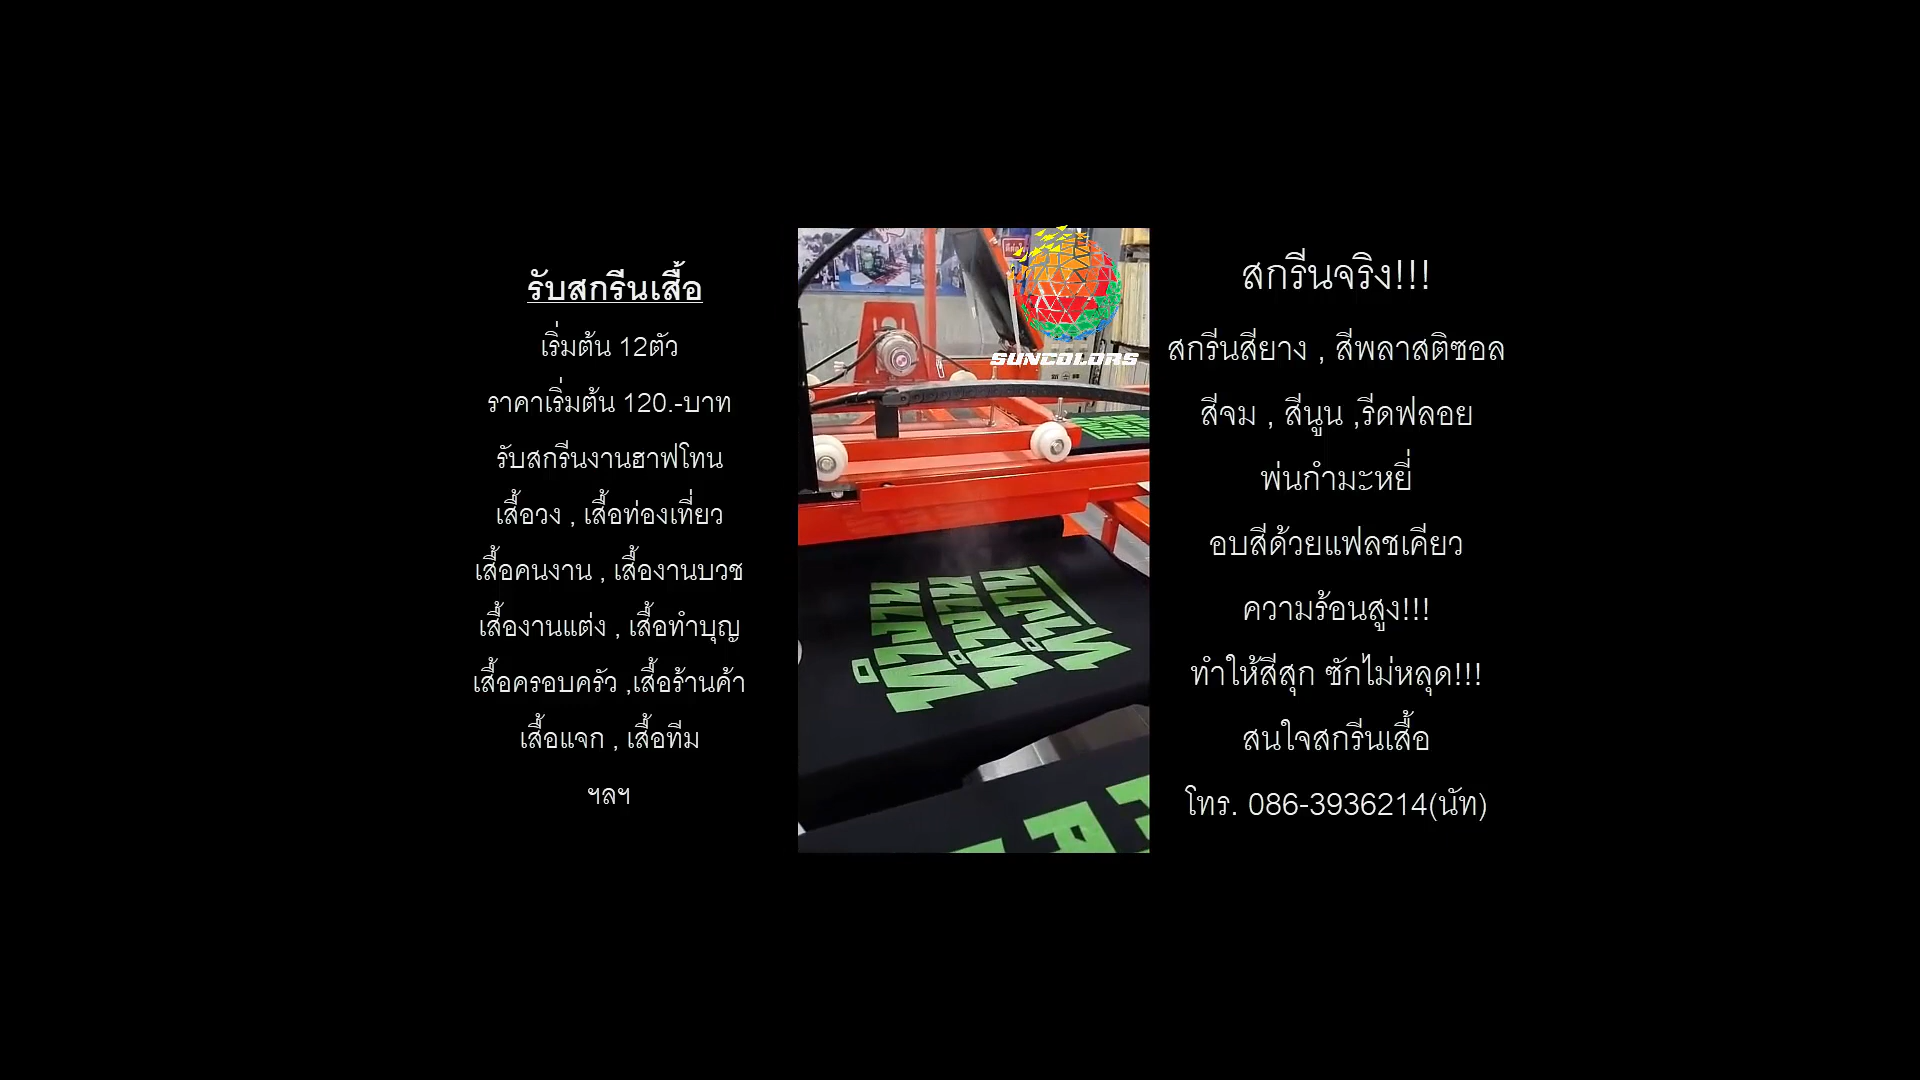 รับสกรีนเสื้อ
เริ่มต้น 12ตัว
ราคาเริ่มต้น 120.-บาท
รับสกรีนงานฮาฟโทน
เสื้อวง , เสื้อท่องเที่ยว
เสื้อคนงาน , เสื้องานบวช
เสื้องานแต่ง , เสื้อทำบุญ
เสื้อครอบครัว ,เสื้อร้านค้า
เสื้อแจก , เสื้อทีม
ฯลฯ
SUNCOLORS
สกรีนจริง!!!
สกรีนสียาง , สีพลาสติซอล
สีจม , สีนูน ,รีดฟลอย
พ่นกำมะหยี่
อบสีด้วยแฟลชเคียว
ความร้อนสูง!!!
ทำให้สีสุก ซักไม่หลุด!!!
สนใจสกรีนเสื้อ
โทร. 086-3936214(นัท)